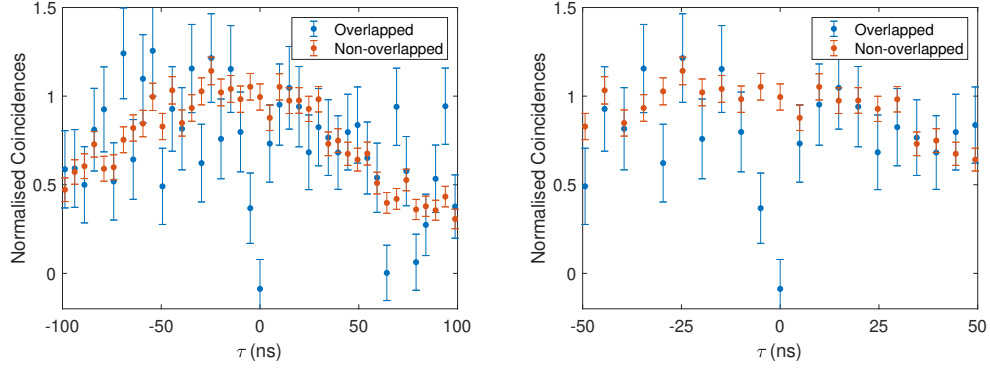 1.5
1
0.5
0
Normalised Coincidences
-100
-50
0
50
100
τ (ns)
Overlapped
Non-overlapped
1.5
1
0.5
0
Normalised Coincidences
-50
-25
0
25
50
τ (ns)
Overlapped
Non-overlapped